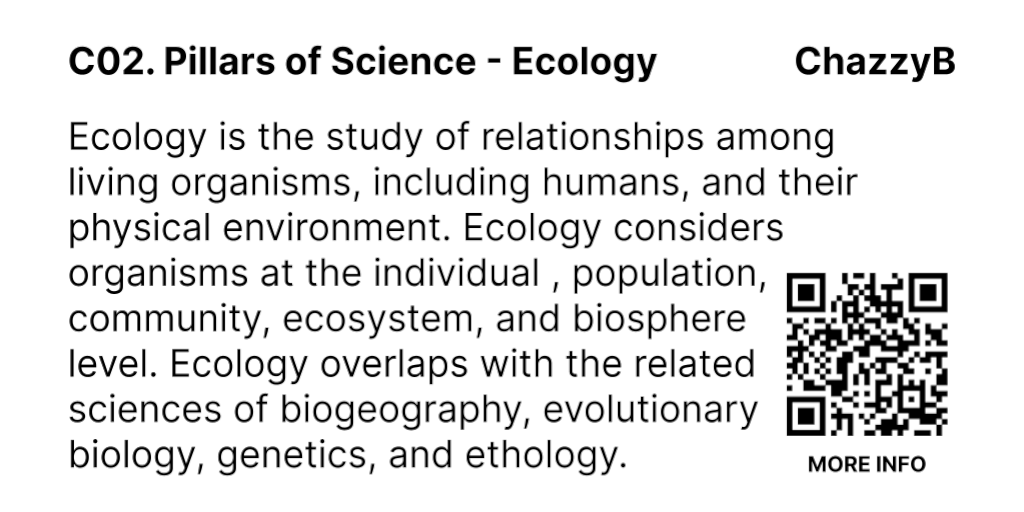 C02. Pillars of Science - Ecology ChazzyB
Ecology is the study of relationships among
living organisms, including humans, and their
physical environment. Ecology considers
organisms at the individual , population,
community, ecosystem, and biosphere
level. Ecology overlaps with the related
sciences of biogeography, evolutionary
biology, genetics, and ethology.
MORE INFO